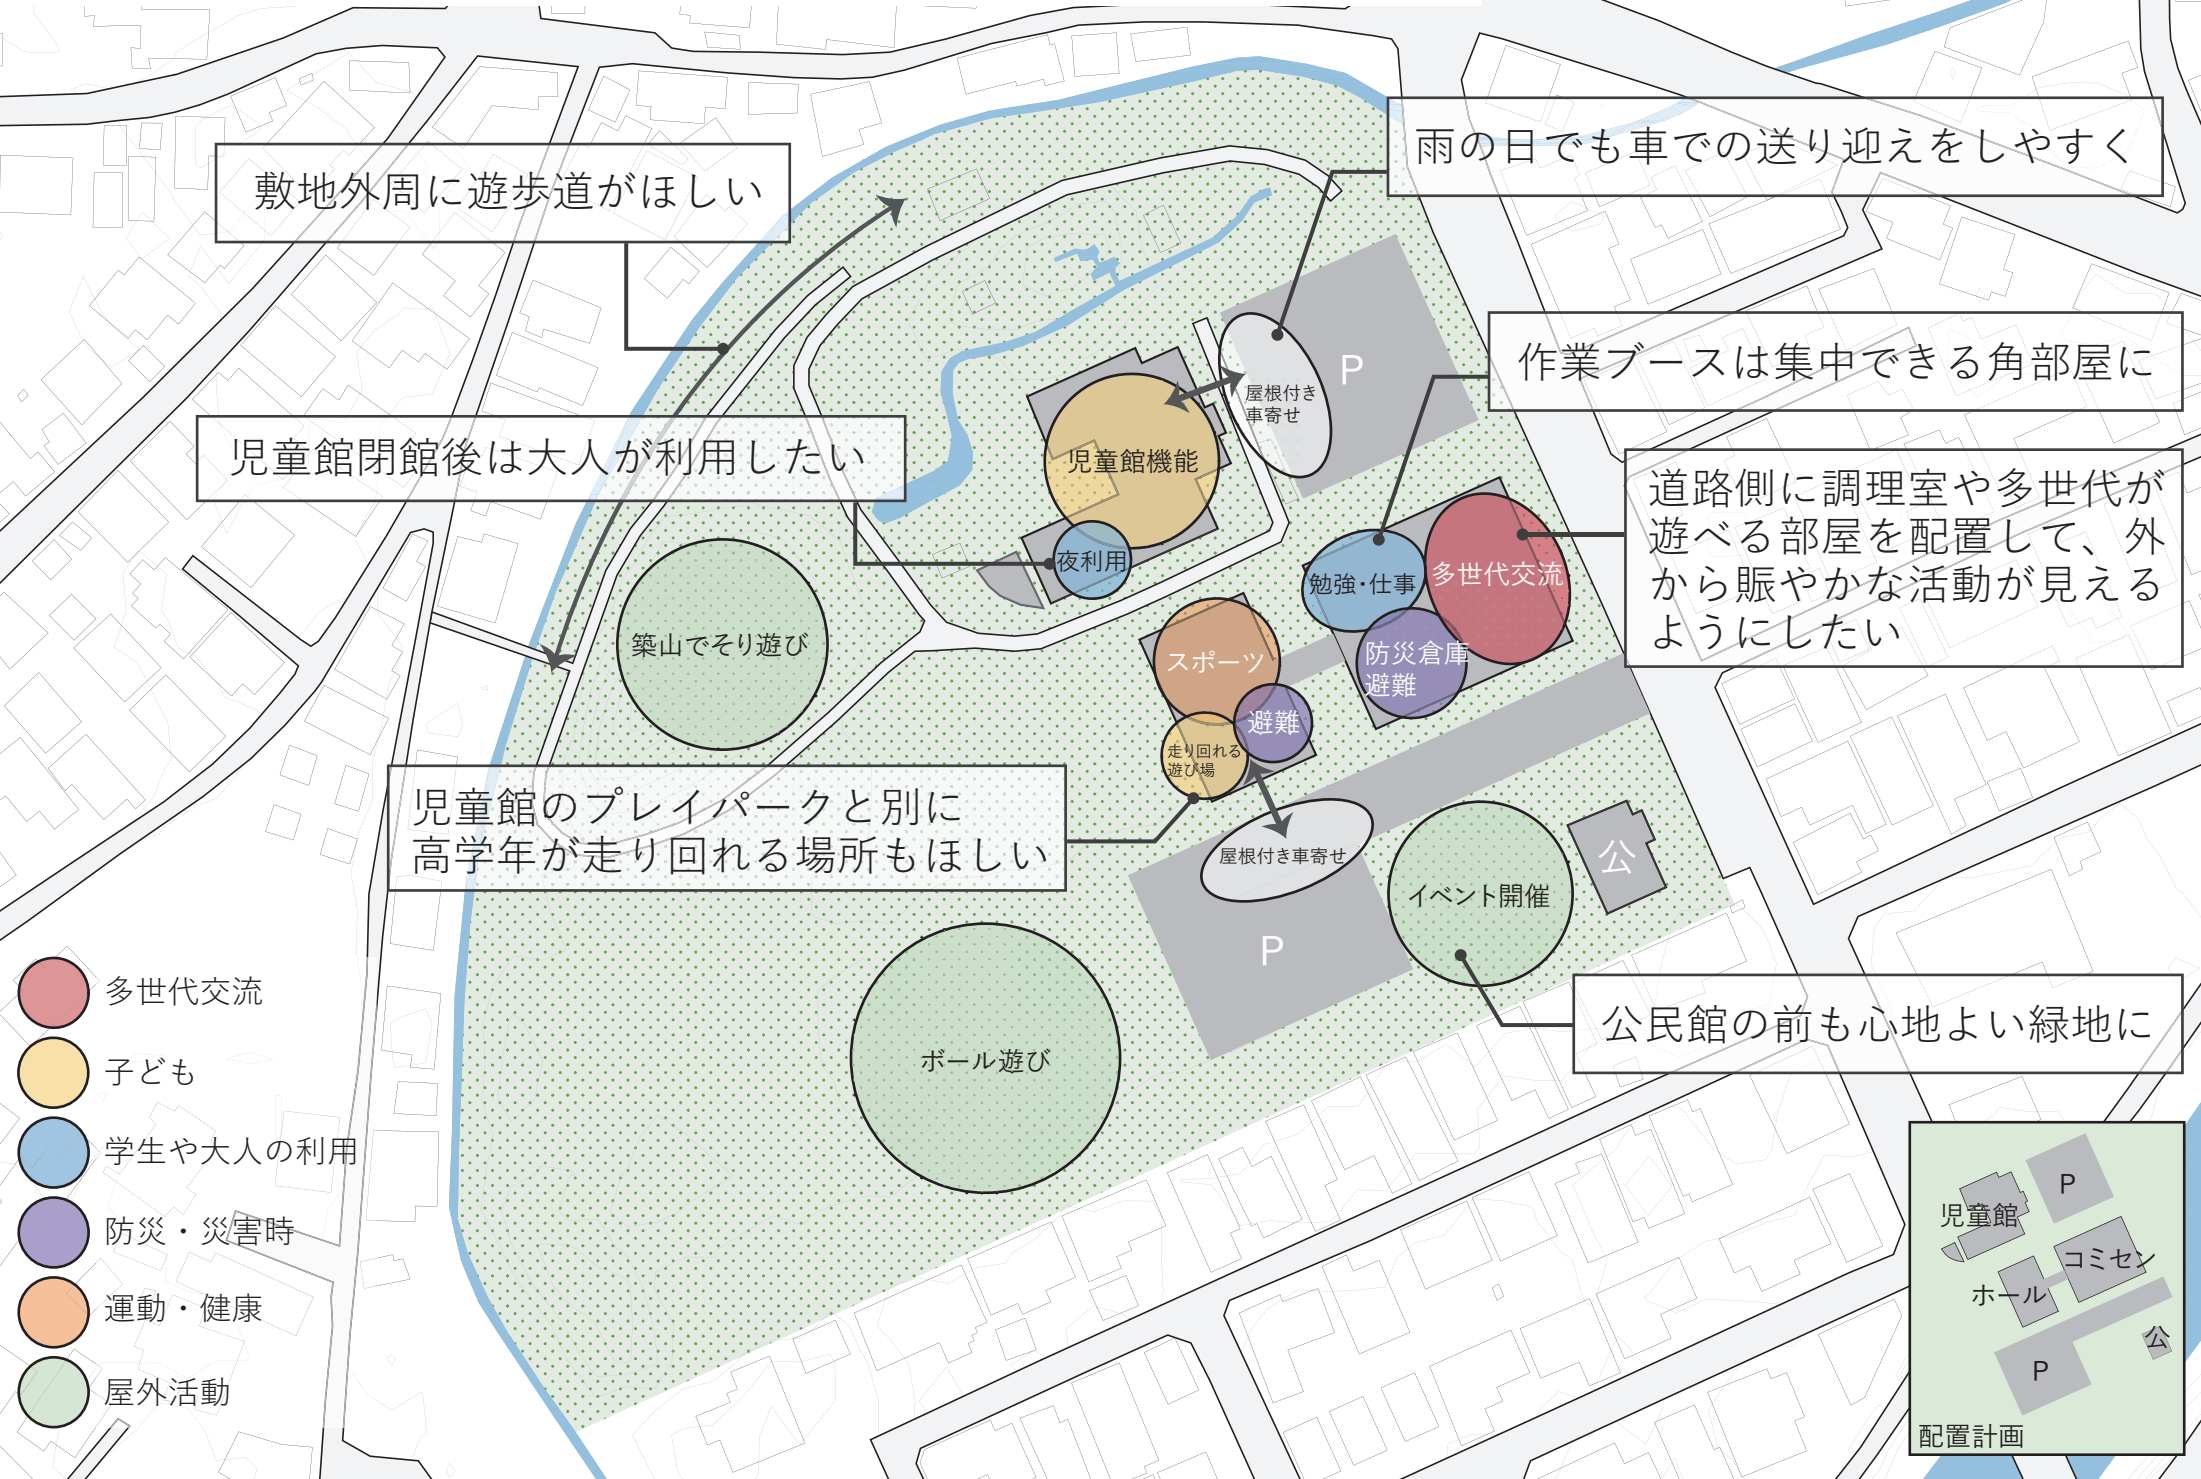 雨の日でも車での送り迎えをしやすく
敷地外周に遊歩道がほしい
作業ブースは集中できる角部屋に
P
屋根付き
車寄せ
児童館閉館後は大人が利用したい
児童館機能
道路側に調理室や多世代が
遊べる部屋を配置して、外
から賑やかな活動が見える
ようにしたい
夜利用
勉強・仕事
多世代交流
築山でそり遊び
スポーツ
防災倉庫
避難
避難
走り回れる
遊び場
児童館のプレイパークと別に
高学年が走り回れる場所もほしい
屋根付き車寄せ
公
イベント開催
P
ボール遊び
公民館の前も心地よい緑地に
多世代交流
子ども
学生や大人の利用
防災・災害時
運動・健康
屋外活動
P
児童館
コミセン
ホール
公
P
配置計画